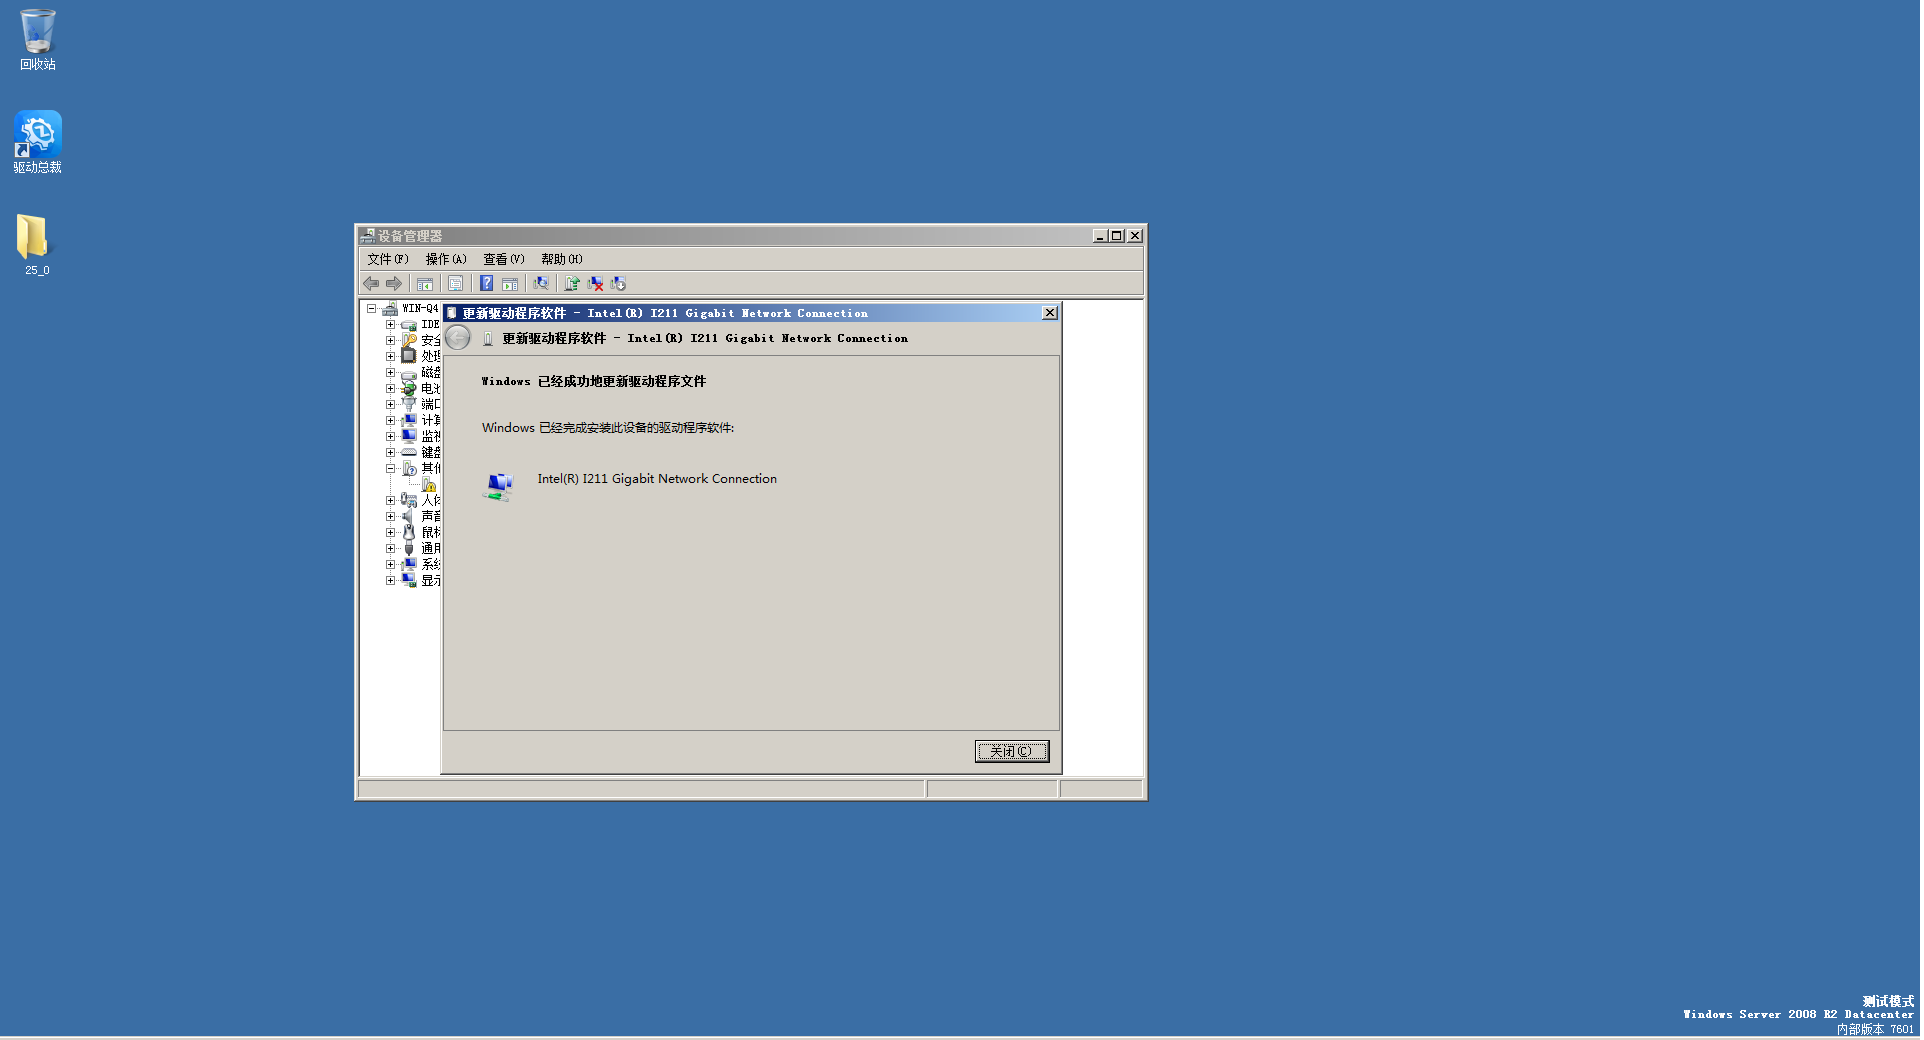 回收站
驱动总裁
25_0
设备管理器
文件(F) 操作(A) 查看(V) 帮助(H)
WIN-Q4
IDE
安全
处理
磁盘
电池
端口
计算
监视
键盘
其他
人体
声音
鼠标
通用
系统
显示
更新驱动程序软件 - Intel(R) I211 Gigabit Network Connection
更新驱动程序软件 - Intel(R) I211 Gigabit Network Connection
Windows 已经成功地更新驱动程序文件
Windows 已经完成安装此设备的驱动程序软件:
Intel(R) I211 Gigabit Network Connection
关闭(C)
测试模式
Windows Server 2008 R2 Datacenter
内部版本 7601